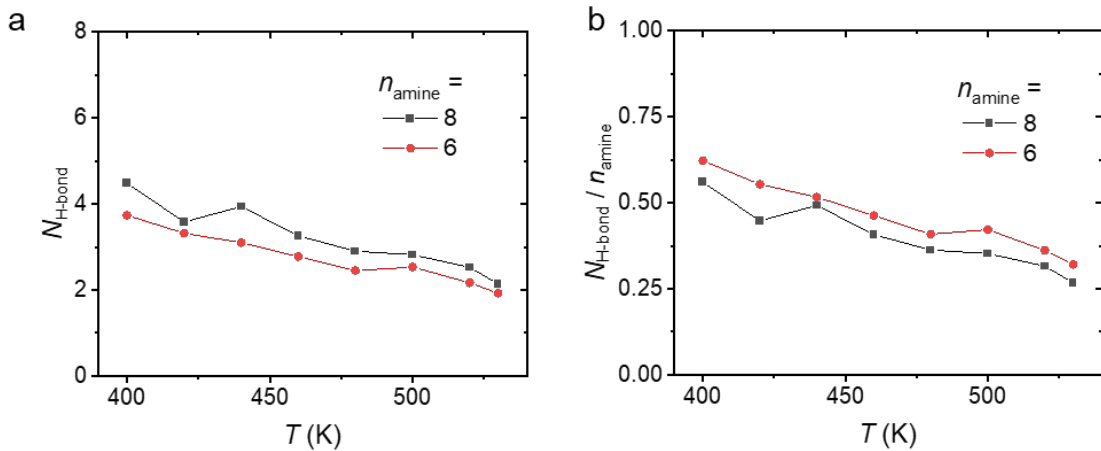 a
8
6
4
2
0
N_H-bond
400
450
500
T (K)
n_amine =
8
6
b
1.00
0.75
0.50
0.25
0.00
N_H-bond / n_amine
400
450
500
T (K)
n_amine =
8
6